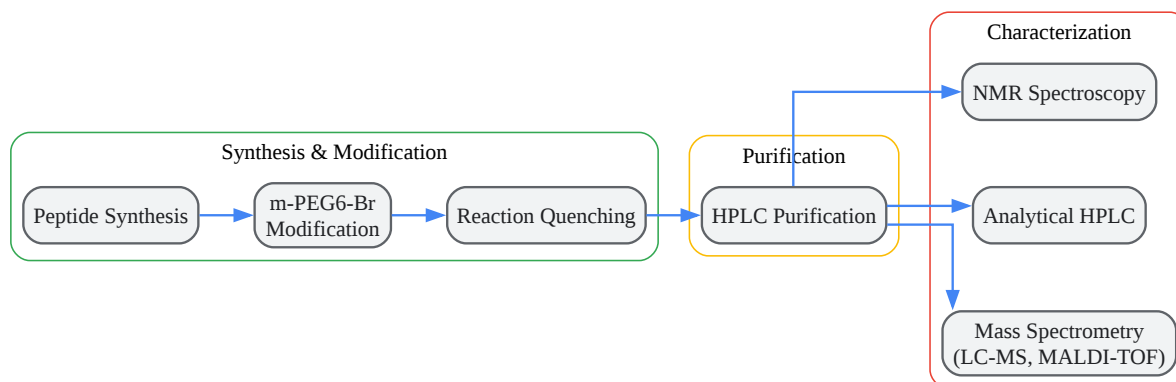 Characterization
NMR Spectroscopy
Synthesis & Modification
Purification
Peptide Synthesis
m-PEG6-Br
Modification
Reaction Quenching
HPLC Purification
Analytical HPLC
Mass Spectrometry
(LC-MS, MALDI-TOF)